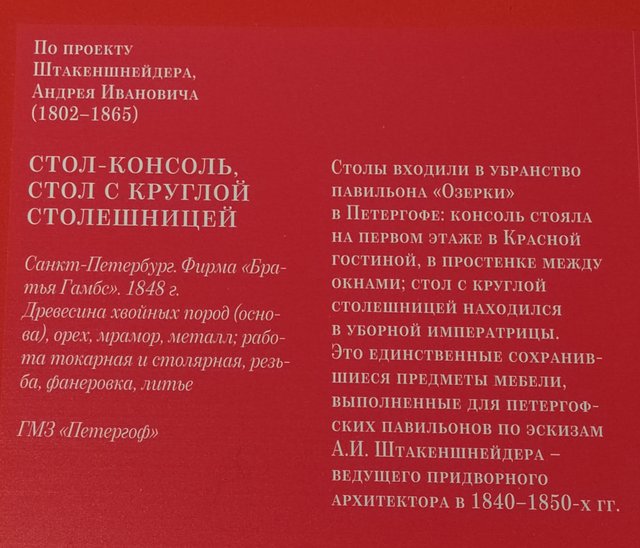 По проекту
Штакеншнейдера,
Андрея Ивановича
(1802–1865)
СТОЛ-КОНСОЛЬ,
СТОЛ С КРУГЛОЙ
СТОЛЕШНИЦЕЙ
Санкт-Петербург. Фирма «Бра-
тья Гамбс». 1848 г.
Древесина хвойных пород (осно-
ва), орех, мрамор, металл; рабо-
та токарная и столярная, резь-
ба, фанеровка, литье
ГМЗ «Петергоф»
Столы входили в убранство
павильона «Озерки»
в Петергофе: консоль стояла
на первом этаже в Красной
гостиной, в простенке между
окнами; стол с круглой
столешницей находился
в уборной императрицы.
Это единственные сохранив-
шиеся предметы мебели,
выполненные для петергоф-
ских павильонов по эскизам
А.И. Штакеншнейдера –
ведущего придворного
архитектора в 1840–1850-х гг.